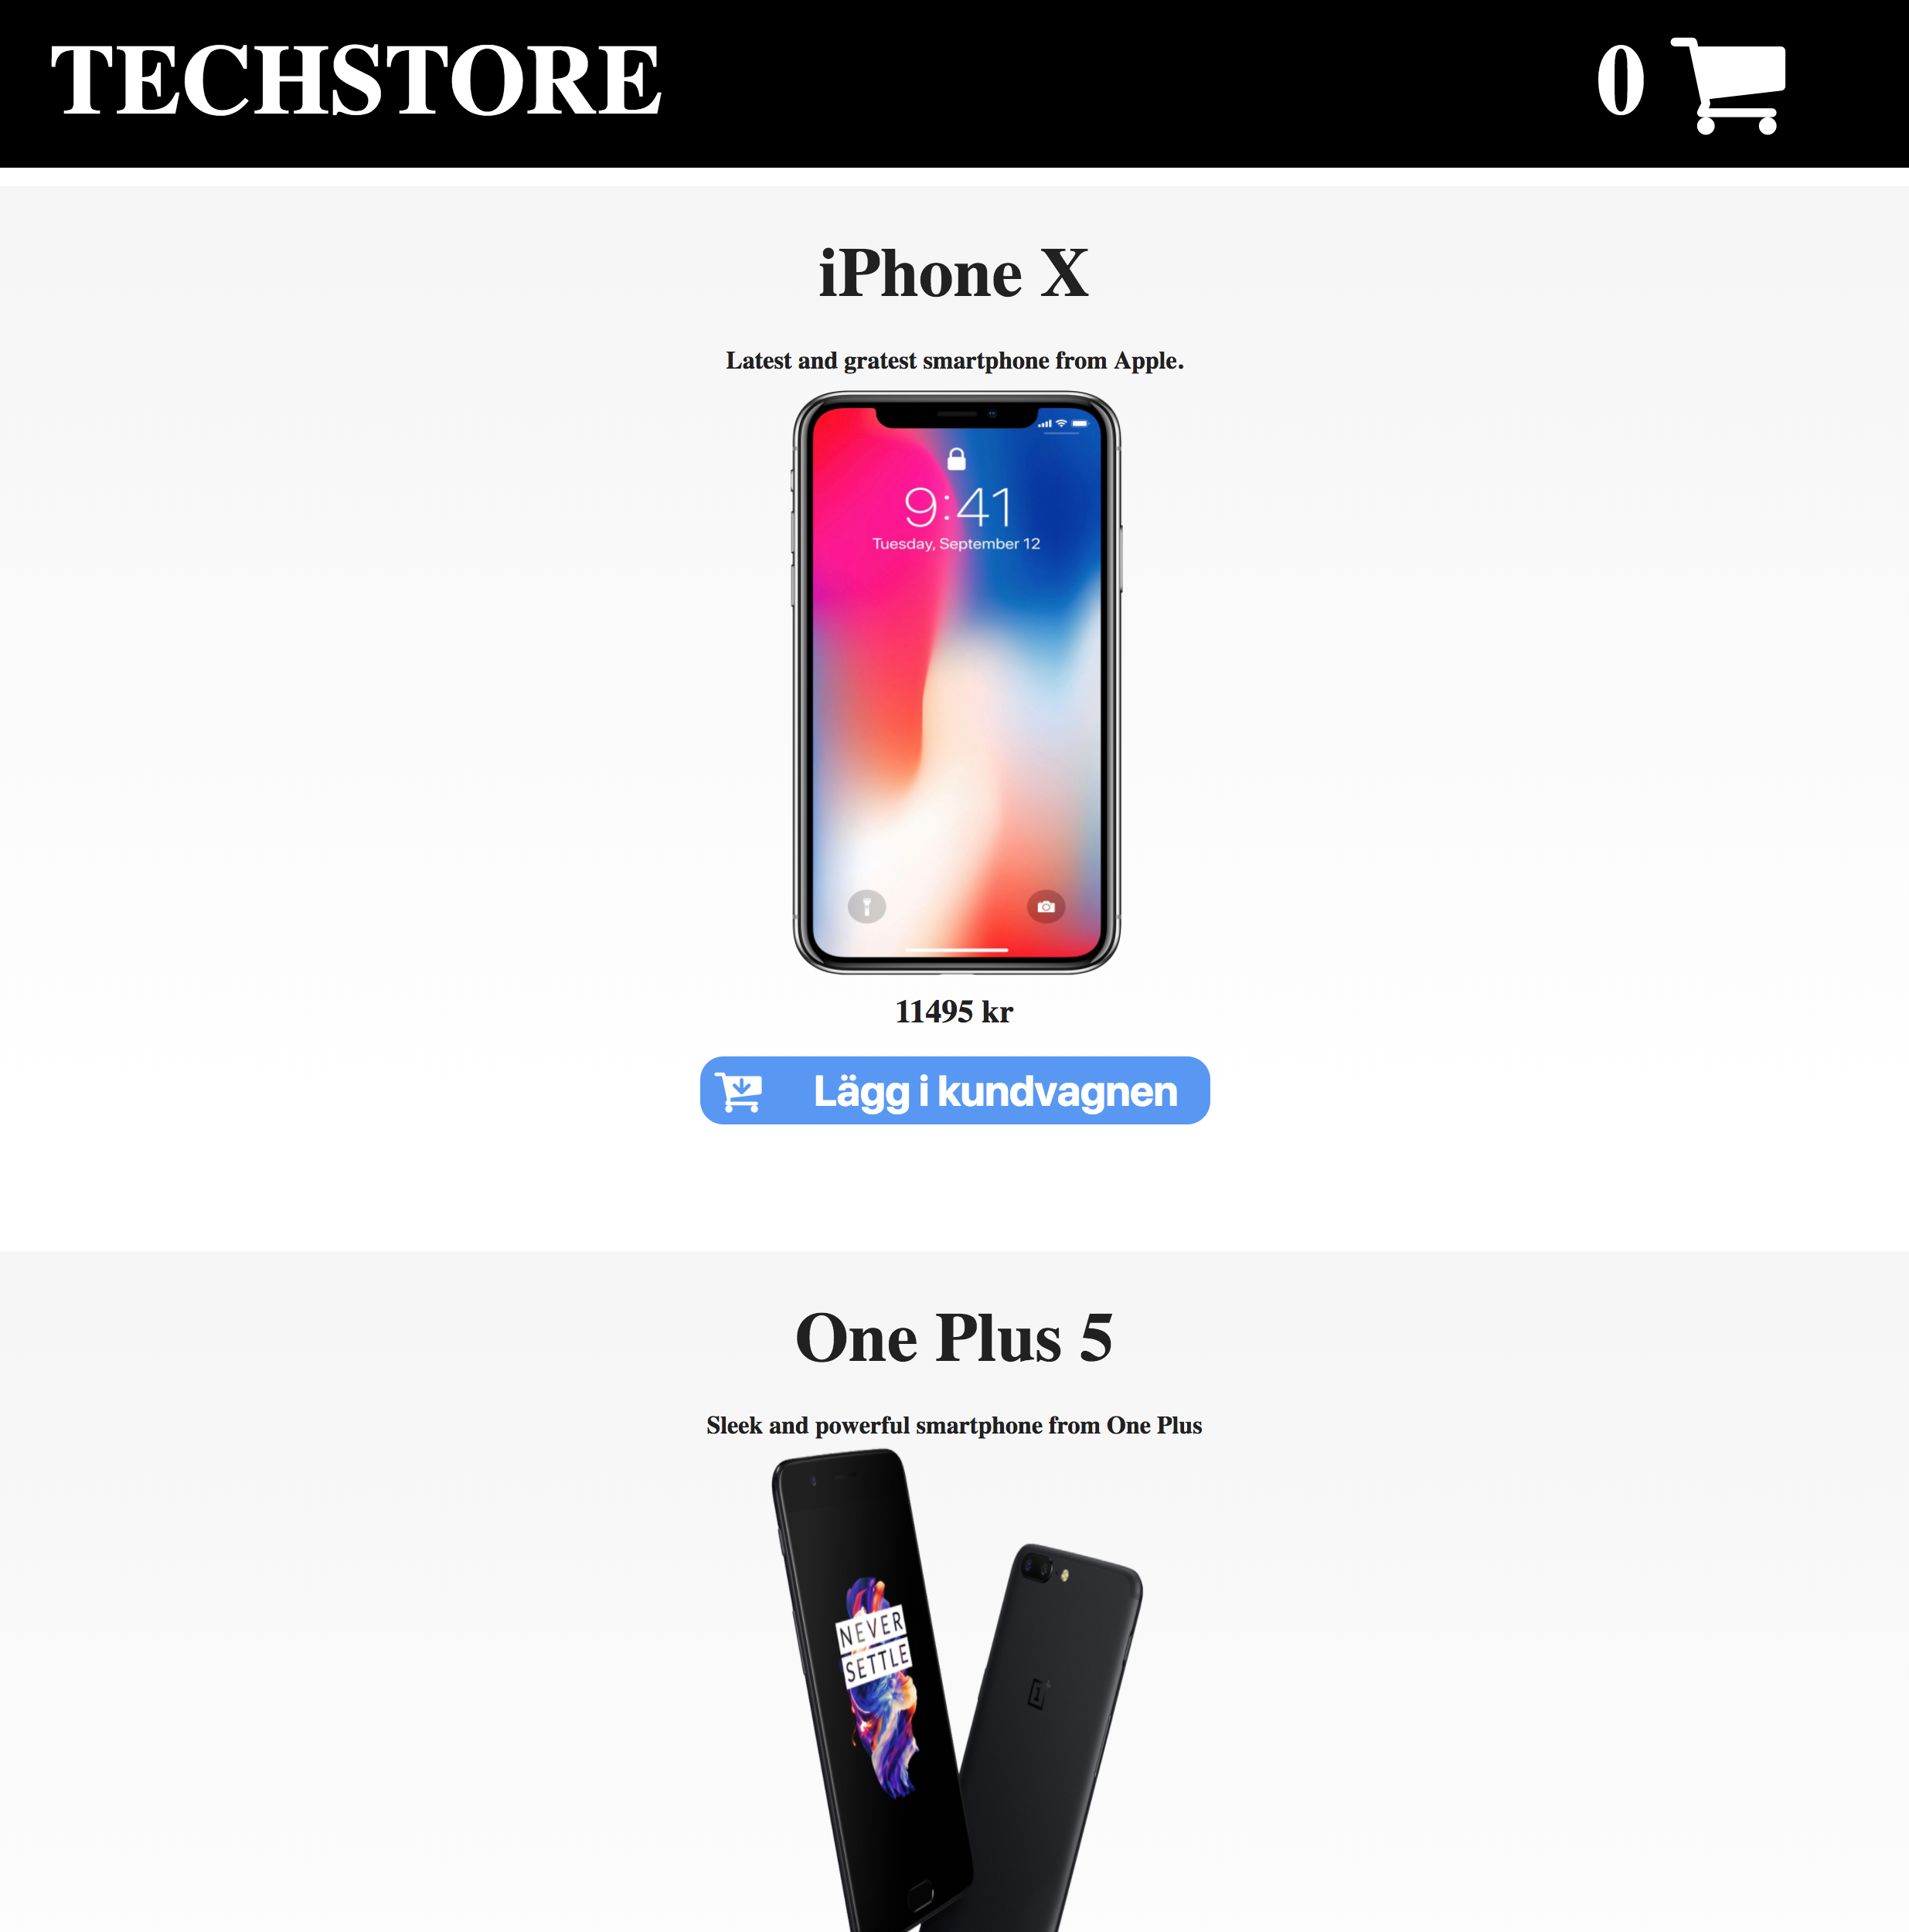 TECHSTORE 0
iPhone X
Latest and gratest smartphone from Apple.
9:41
Tuesday, September 12
11495 kr
Lägg i kundvagnen
One Plus 5
Sleek and powerful smartphone from One Plus
NEVER
SETTLE